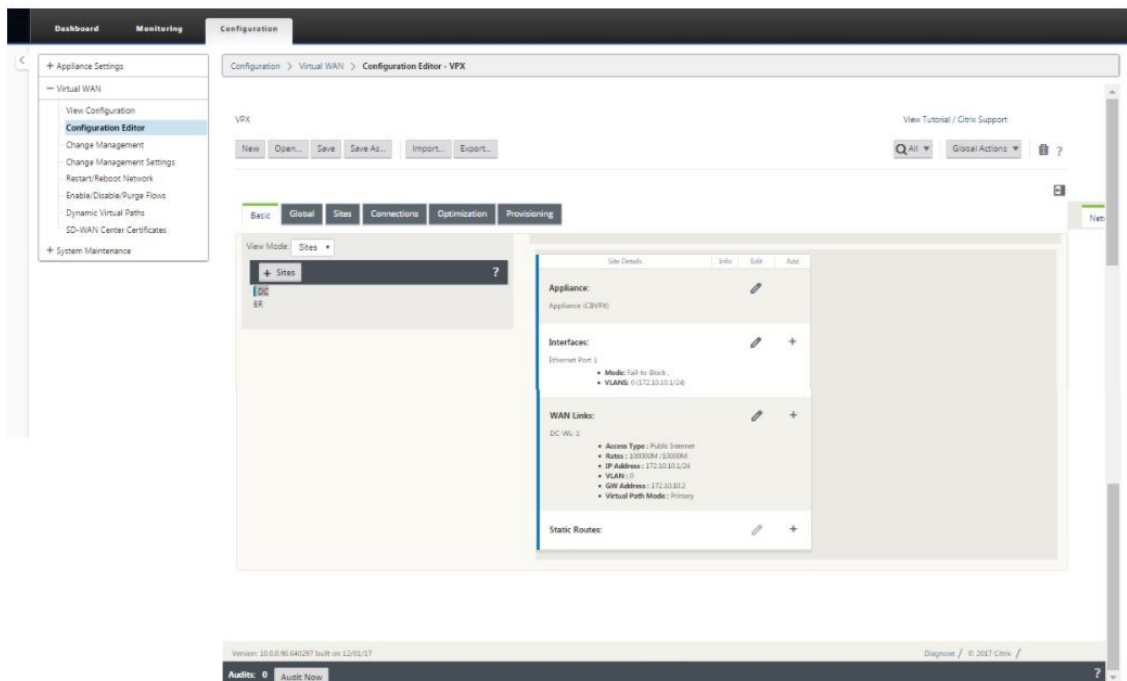 Dashboard Monitoring Configuration
+ Appliance Settings
− Virtual WAN
View Configuration
Configuration Editor
Change Management
Change Management Settings
Restart/Reboot Network
Enable/Disable/Purge Flows
Dynamic Virtual Paths
SD-WAN Center Certificates
+ System Maintenance
Configuration > Virtual WAN > Configuration Editor - VPX
VPX
View Tutorial / Citrix Support
New Open... Save Save As... Import... Export...
All Global Actions ?
Basic Global Sites Connections Optimization Provisioning
Net
View Mode: Sites
+ Sites ?
DC
BR
Site Details Info Edit Add
Appliance:
Appliance (CBVPX)
Interfaces: +
Ethernet Port 1
• Mode: Fail-to-Block,
• VLANS: 0 (172.10.10.1/24)
WAN Links: +
DC-WL-1
• Access Type : Public Internet
• Rates : 100000M /10000M
• IP Address : 172.10.10.1/24
• VLAN : 0
• GW Address : 172.10.10.2
• Virtual Path Mode : Primary
Static Routes: +
Version: 10.0.0.96.640297 built on 12/01/17
Diagnose / © 2017 Citrix /
Audits: 0 Audit Now ?